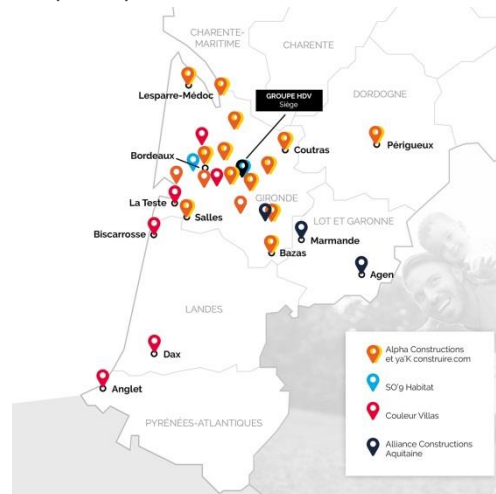 CHARENTE-
MARITIME
CHARENTE
Lesparre-Médoc
GROUPE HDV
Siège
DORDOGNE
Coutras
Périgueux
Bordeaux
GIRONDE
La Teste
Salles
LOT ET GARONNE
Biscarrosse
Marmande
Bazas
Agen
LANDES
Dax
Anglet
PYRÉNÉES-ATLANTIQUES
Alpha Constructions
et ya'K construire.com
SO'9 Habitat
Couleur Villas
Alliance Constructions
Aquitaine